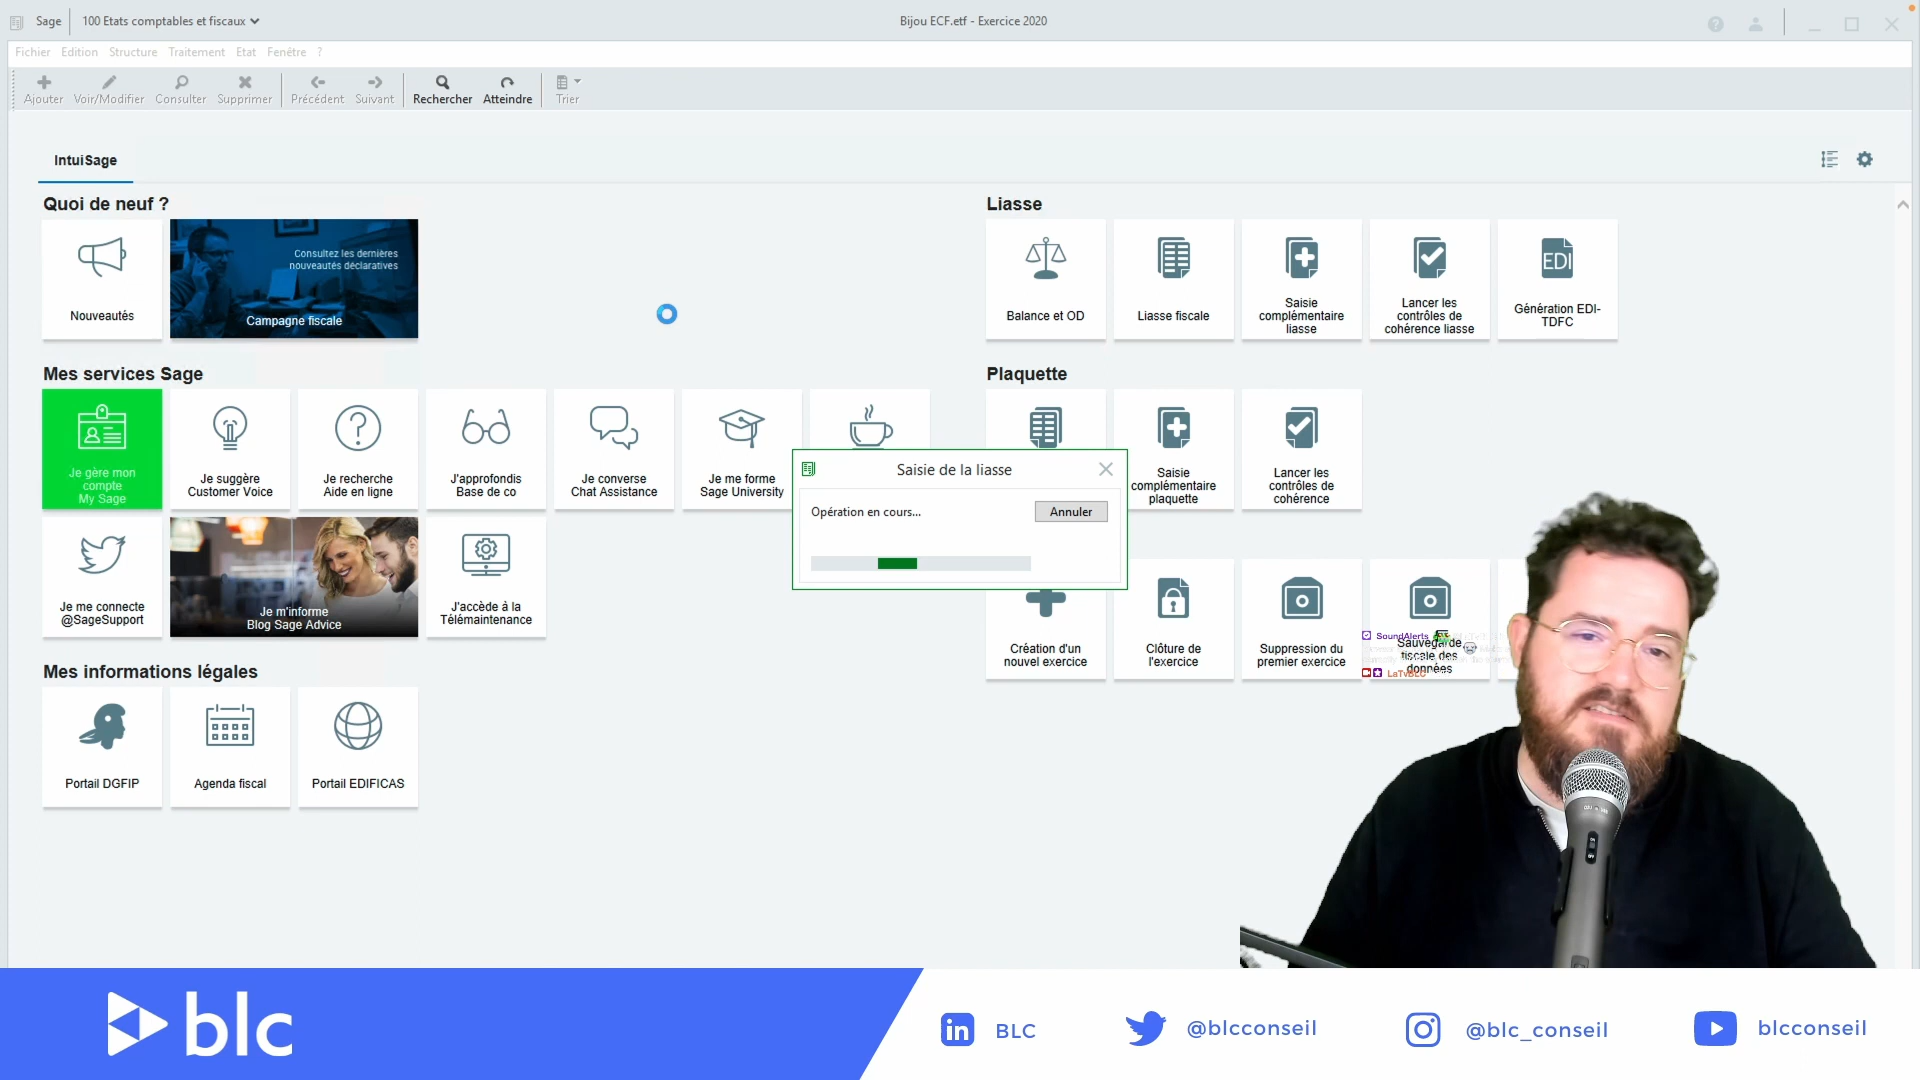 Sage
100 Etats comptables et fiscaux
Bijou ECF.etf - Exercice 2020
Fichier Edition Structure Traitement Etat Fenêtre ?
Ajouter Voir/Modifier Consulter Supprimer Précédent Suivant Rechercher Atteindre Trier
IntuiSage
Quoi de neuf ?
Nouveautés
Consultez les dernières
nouveautés déclaratives
Campagne fiscale
Mes services Sage
Je gère mon
compte
My Sage
Je suggère
Customer Voice
Je recherche
Aide en ligne
J'approfondis
Base de co
Je converse
Chat Assistance
Je me forme
Sage University
Je me connecte
@SageSupport
Je m'informe
Blog Sage Advice
J'accède à la
Télémaintenance
Mes informations légales
Portail DGFIP
Agenda fiscal
Portail EDIFICAS
Liasse
Balance et OD
Liasse fiscale
Saisie
complémentaire
liasse
Lancer les
contrôles de
cohérence liasse
EDI
Génération EDI-
TDFC
Plaquette
Saisie
complémentaire
plaquette
Lancer les
contrôles de
cohérence
Saisie de la liasse
Opération en cours...
Annuler
Création d'un
nouvel exercice
Clôture de
l'exercice
Suppression du
premier exercice
Sauvegarde
fiscale des
données
SoundAlerts
LaTvBLC
blc
BLC
@blcconseil
@blc_conseil
blcconseil